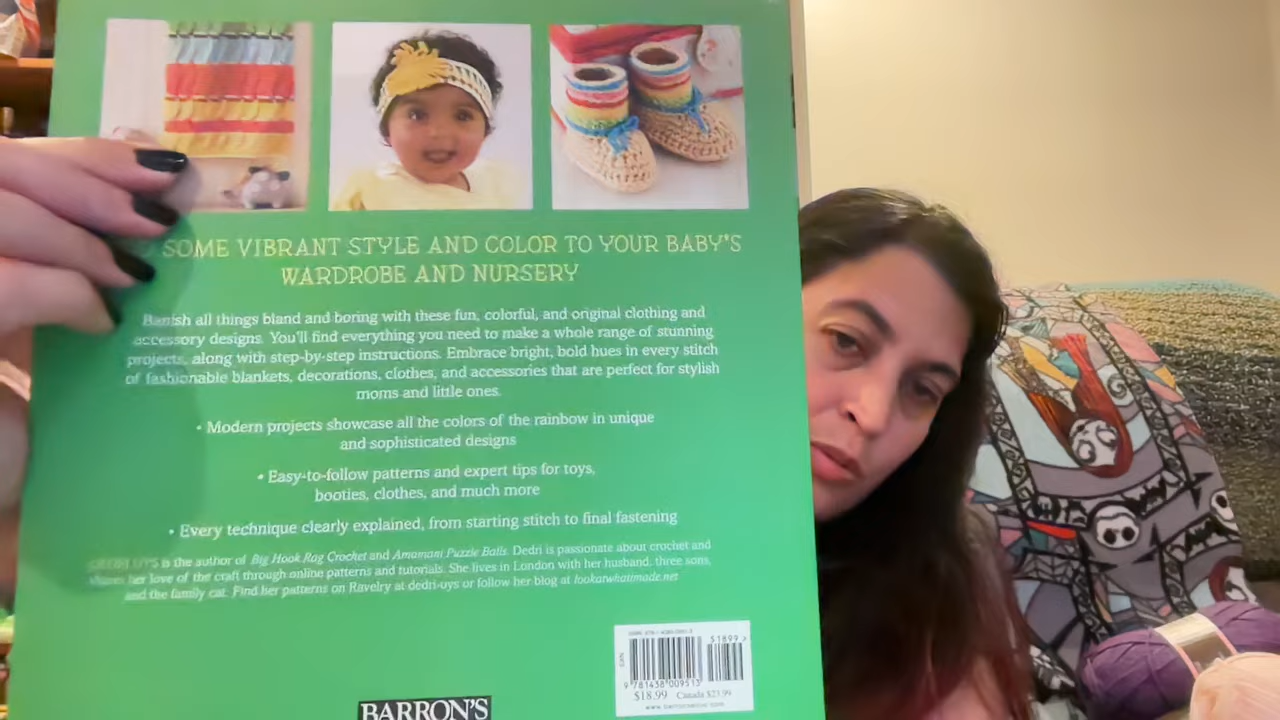 SOME VIBRANT STYLE AND COLOR TO YOUR BABY'S
WARDROBE AND NURSERY
Banish all things bland and boring with these fun, colorful, and original clothing and
accessory designs. You'll find everything you need to make a whole range of stunning
projects, along with step-by-step instructions. Embrace bright, bold hues in every stitch
of fashionable blankets, decorations, clothes, and accessories that are perfect for stylish
moms and little ones.
• Modern projects showcase all the colors of the rainbow in unique
and sophisticated designs
• Easy-to-follow patterns and expert tips for toys,
booties, clothes, and much more
• Every technique clearly explained, from starting stitch to final fastening
is the author of Big Hook Rag Crochet and Amamani Puzzle Balls. Dedri is passionate about crochet and
shares her love of the craft through online patterns and tutorials. She lives in London with her husband, three sons,
and the family cat. Find her patterns on Ravelry at dedri-uys or follow her blog at lookatwhatimade.net
51899 >
9 781438 009513
$18.99 Canada $23.99
BARRON'S